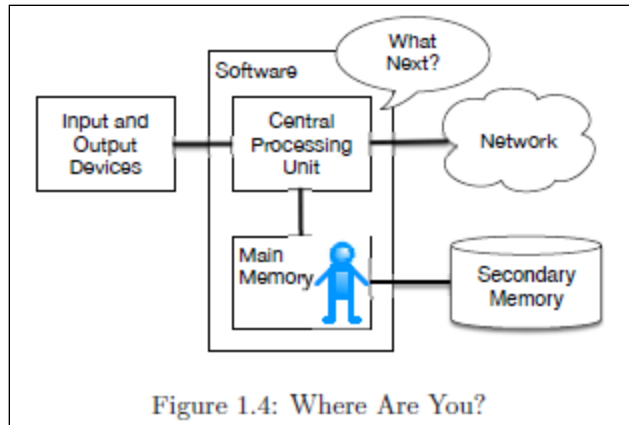 What
Next?
Software
Input and
Output
Devices
Central
Processing
Unit
Network
Main
Memory
Secondary
Memory
Figure 1.4: Where Are You?